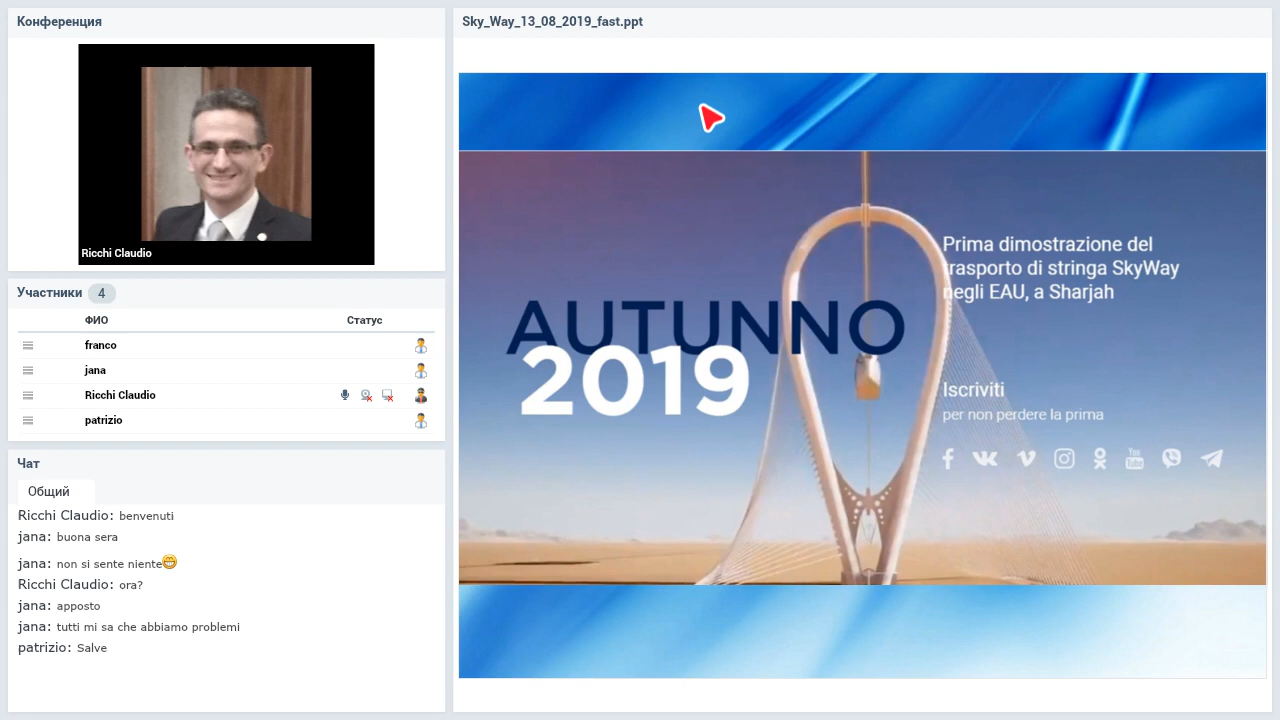 Конференция
Ricchi Claudio
Участники 4
ФИО Статус
franco
jana
Ricchi Claudio
patrizio
Чат
Общий
Ricchi Claudio: benvenuti
jana: buona sera
jana: non si sente niente
Ricchi Claudio: ora?
jana: apposto
jana: tutti mi sa che abbiamo problemi
patrizio: Salve
Sky_Way_13_08_2019_fast.ppt
AUTUNNO
2019
Prima dimostrazione del
trasporto di stringa SkyWay
negli EAU, a Sharjah
Iscriviti
per non perdere la prima
You
Tube